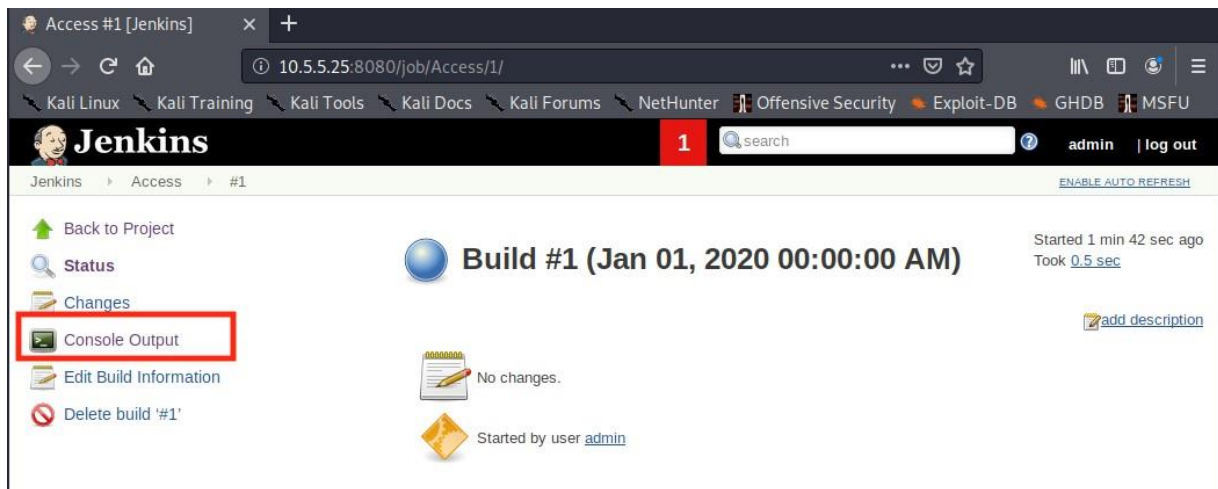 Access #1 [Jenkins]
10.5.5.25:8080/job/Access/1/
Kali Linux Kali Training Kali Tools Kali Docs Kali Forums NetHunter Offensive Security Exploit-DB GHDB MSFU
Jenkins 1 search admin | log out
Jenkins Access #1 ENABLE AUTO REFRESH
Back to Project
Status
Changes
Console Output
Edit Build Information
Delete build ‘#1’
Build #1 (Jan 01, 2020 00:00:00 AM)
Started 1 min 42 sec ago
Took 0.5 sec
add description
No changes.
Started by user admin